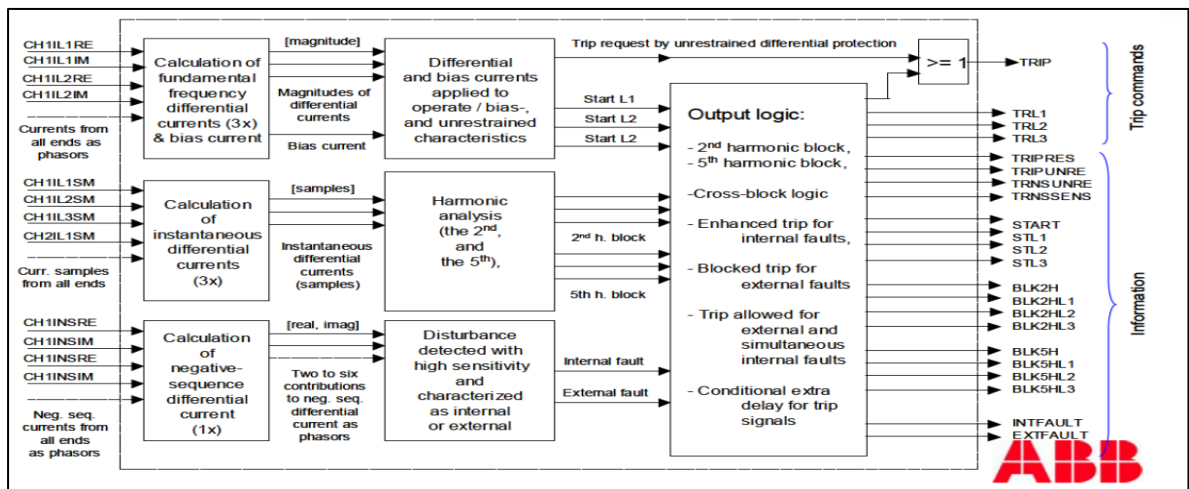 CH1IL1RE
CH1IL1IM
CH1IL2RE
CH1IL2IM
Currents from
all ends as
phasors
Calculation of
fundamental
frequency
differential
currents (3x)
& bias current
[magnitude]
Magnitudes of
differential
currents
Bias current
Differential
and bias currents
applied to
operate / bias-,
and unrestrained
characteristics
Trip request by unrestrained differential protection
Start L1
Start L2
Start L2
>= 1
TRIP
CH1IL1SM
CH1IL2SM
CH1IL3SM
CH2IL1SM
Curr. samples
from all ends
Calculation
of
instantaneous
differential
currents
(3x)
[samples]
Instantaneous
differential
currents
(samples)
Harmonic
analysis
(the 2nd,
and
the 5th),
2nd h. block
5th h. block
CH1INSRE
CH1INSIM
CH1INSRE
CH1INSIM
Neg. seq.
currents from
all ends
as phasors
Calculation
of
negative-
sequence
differential
current
(1x)
[real, imag]
Two to six
contributions
to neg. seq.
differential
current as
phasors
Disturbance
detected with
high sensitivity
and
characterized
as internal
or external
Internal fault
External fault
Output logic:
- 2nd harmonic block,
- 5th harmonic block,
-Cross-block logic
- Enhanced trip for
internal faults,
- Blocked trip for
external faults
- Trip allowed for
external and
simultaneous
internal faults
- Conditional extra
delay for trip
signals
TRL1
TRL2
TRL3
TRIPRES
TRIPUNRE
TRNSUNRE
TRNSSENS
START
STL1
STL2
STL3
BLK2H
BLK2HL1
BLK2HL2
BLK2HL3
BLK5H
BLK5HL1
BLK5HL2
BLK5HL3
INTFAULT
EXTFAULT
Trip commands
Information
ABB